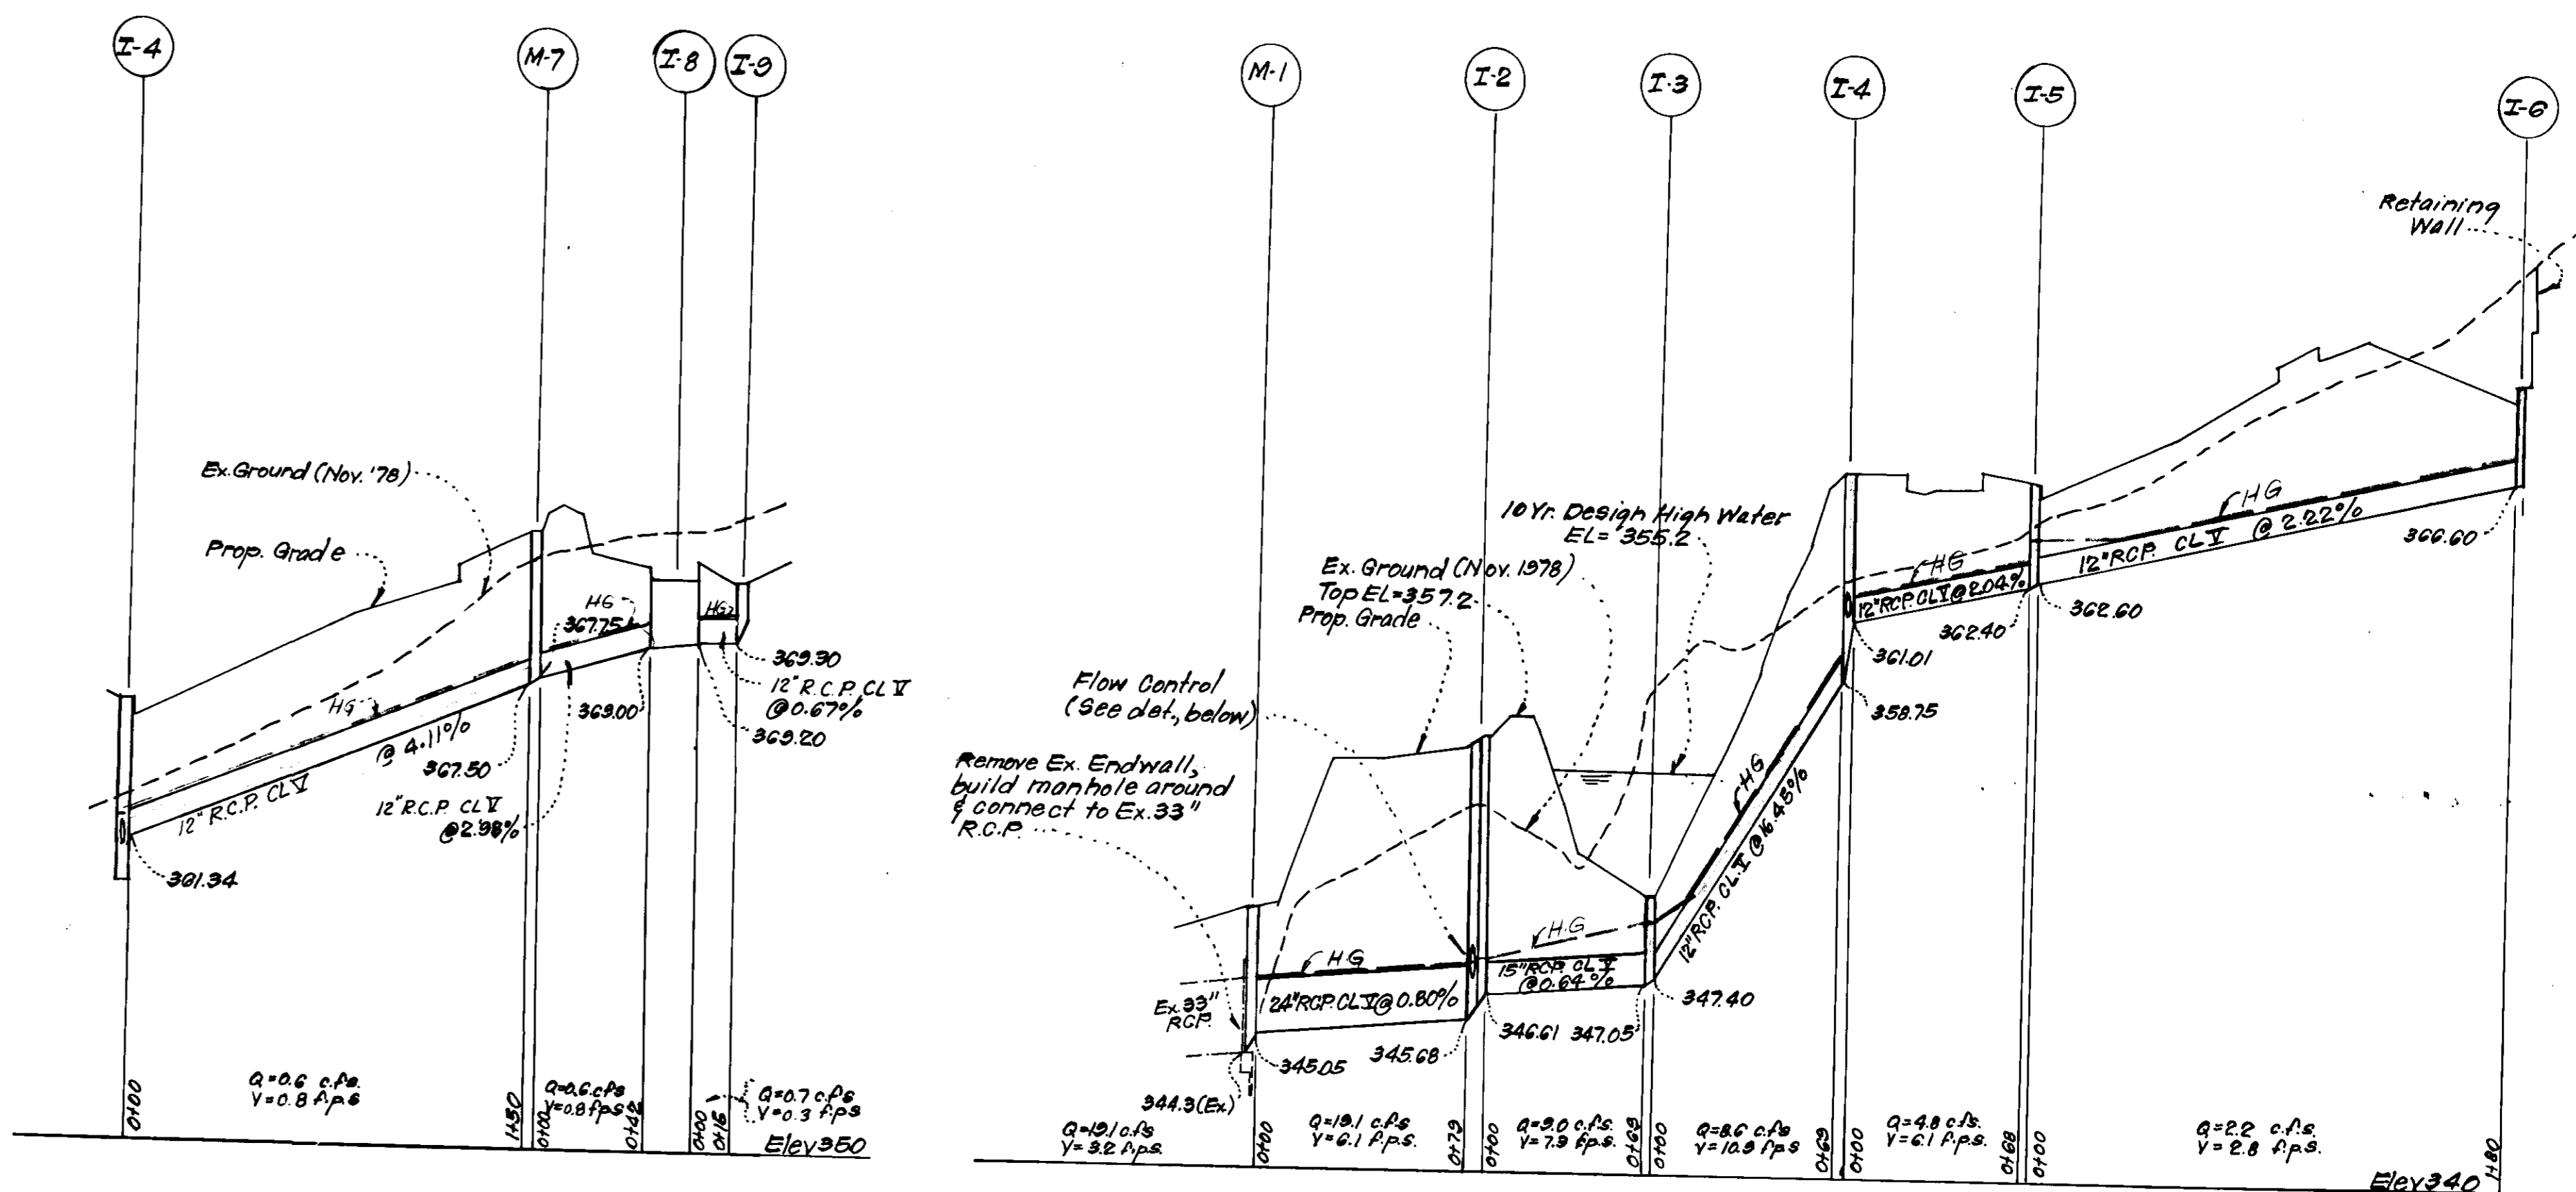 I-4
M-7
I-8
I-9
Ex. Ground (Nov. '78)
Prop. Grade
HG
367.75
HG
HG
@ 4.11%
12" R.C.P. CL V
367.50
12" R.C.P. CL V
@2.98%
369.00
369.30
12" R.C.P. CL V
@0.67%
369.20
361.34
Q=0.6 c.f.s.
V=0.8 f.p.s
Q=0.6 c.f.s
V=0.8 f.p.s
Q=0.7 c.f.s
V=0.3 f.p.s
0+00
1+50
0+00
0+42
0+00
0+16
Elev 350
M-1
I-2
I-3
I-4
I-5
I-6
Retaining
Wall
10 Yr. Design High Water
EL= 355.2
Ex. Ground (Nov. 1978)
Top EL=357.2
Prop. Grade
Flow Control
(See det., below)
Remove Ex. Endwall,
build manhole around
& connect to Ex. 33"
R.C.P.
HG
12" RCP. CL V @ 2.22%
366.60
HG
12" RCP. CL V @ 2.04%
362.40
362.60
361.01
358.75
HG
12" RCP. CL. V @ 16.45%
HG
15" RCP. CL V
@0.64%
HG
24" RCP. CL V @ 0.80%
Ex. 33"
RCP.
347.40
346.61
347.05
345.68
345.05
344.3 (Ex)
Q=19.1 c.f.s
V=3.2 f.p.s.
Q=19.1 c.f.s
V=6.1 f.p.s.
Q=9.0 c.f.s.
V=7.3 f.p.s.
Q=8.6 c.f.s
V=10.9 f.p.s
Q=4.8 c.f.s.
V=6.1 f.p.s.
Q=2.2 c.f.s.
V=2.8 f.p.s.
0+00
0+79
0+00
0+69
0+00
0+69
0+00
0+68
0+00
1+80
Elev 340